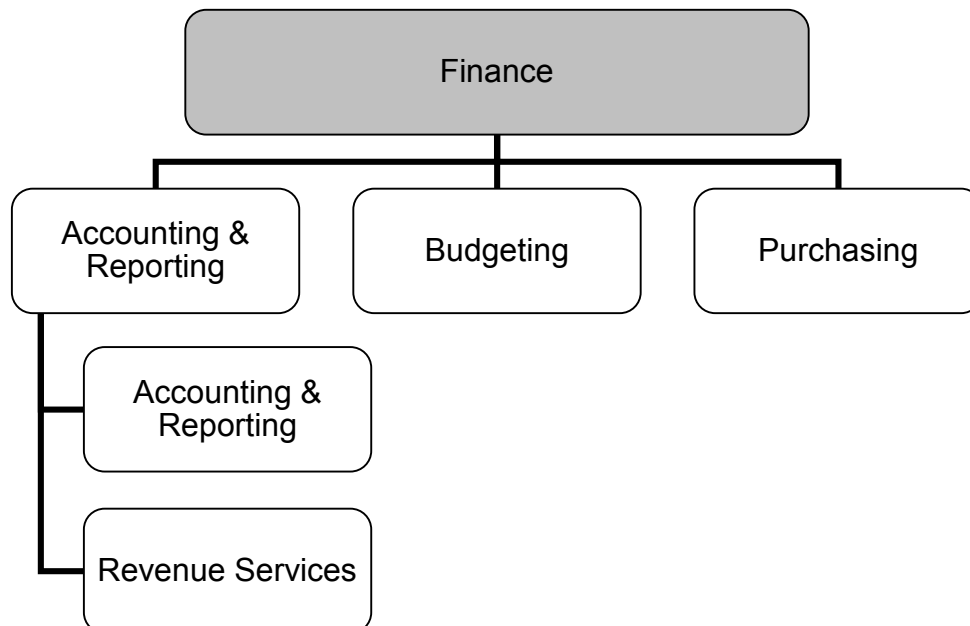 Finance
Accounting &
Reporting
Budgeting
Purchasing
Accounting &
Reporting
Revenue Services